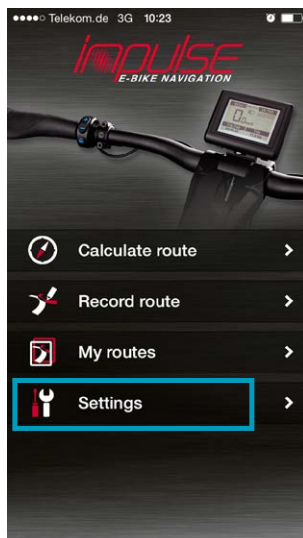 Telekom.de 3G 10:23
impulse
E-BIKE NAVIGATION
Calculate route
Record route
My routes
Settings